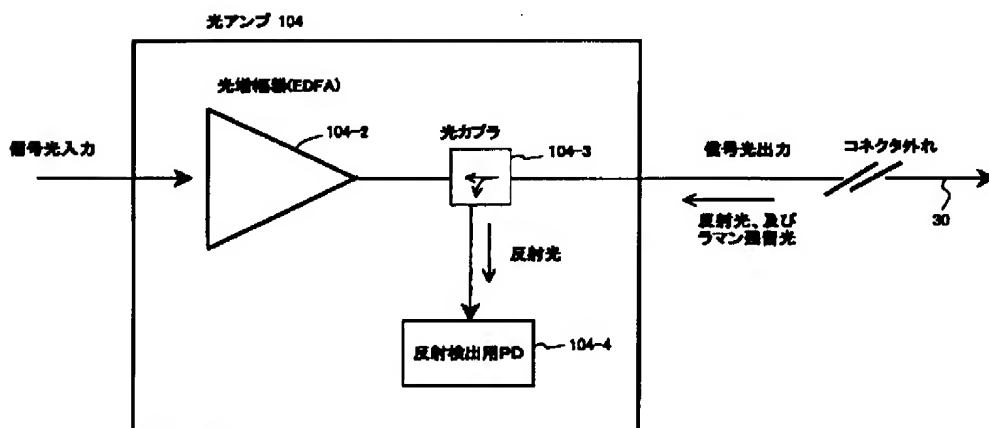 光アンプ 104
光増幅器(EDFA)
104-2
光カプラ
104-3
信号光入力
信号光出力
コネクタ外れ
反射光、及び
ラマン残留光
30
反射光
反射検出用PD
104-4